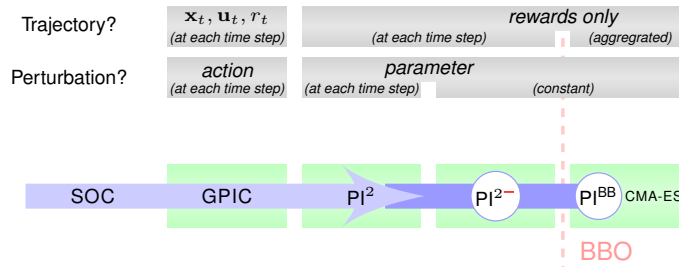 Trajectory? x_t, u_t, r_t rewards only
(at each time step) (at each time step) (aggregrated)
Perturbation? action parameter
(at each time step) (at each time step) (constant)
SOC GPIC PI² PI²⁻ PI^BB CMA-ES
BBO